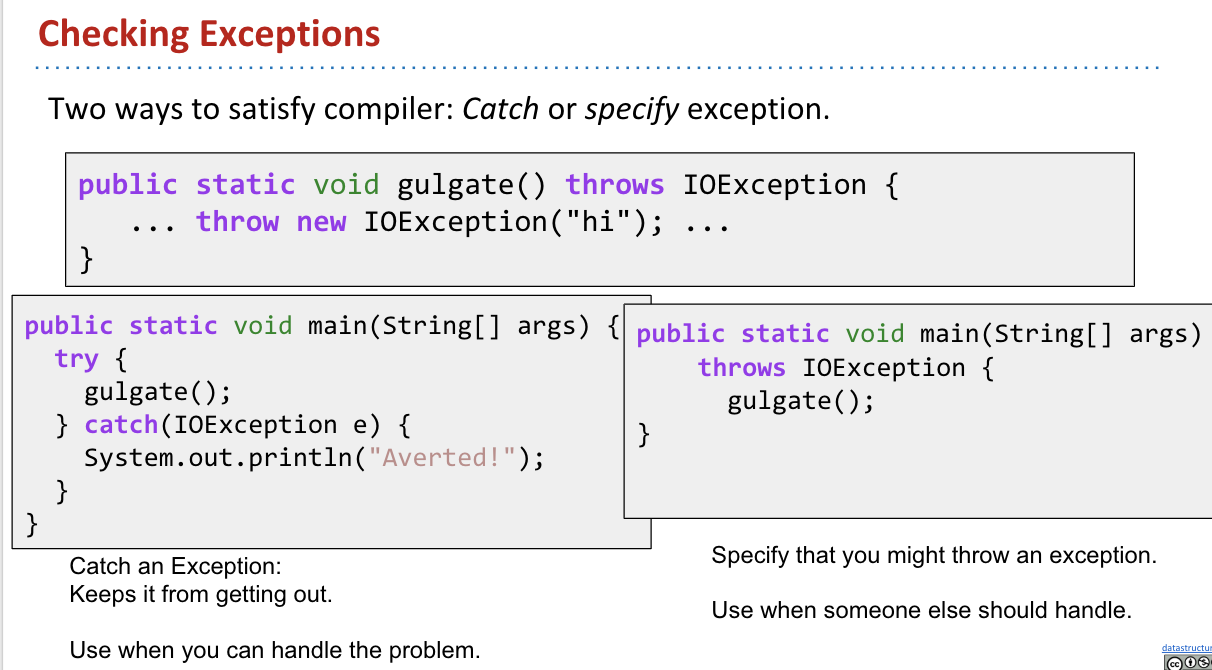 Checking Exceptions
Two ways to satisfy compiler: Catch or specify exception.
public static void gulgate() throws IOException {
   ... throw new IOException("hi"); ...
}
public static void main(String[] args) {
  try {
    gulgate();
  } catch(IOException e) {
    System.out.println("Averted!");
  }
}
Catch an Exception:
Keeps it from getting out.
Use when you can handle the problem.
public static void main(String[] args)
    throws IOException {
      gulgate();
}
Specify that you might throw an exception.
Use when someone else should handle.
datastructur
cc